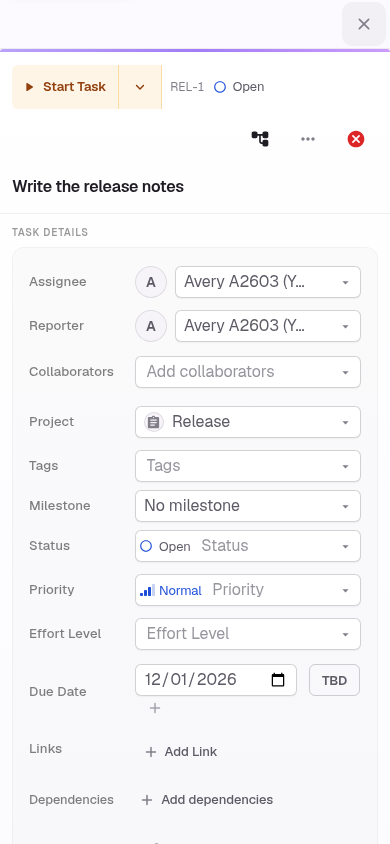 Start Task
REL-1
Open
Write the release notes
TASK DETAILS
Assignee
A
Avery A2603 (Y...
Reporter
A
Avery A2603 (Y...
Collaborators
Add collaborators
Project
Release
Tags
Tags
Milestone
No milestone
Status
Open Status
Priority
Normal Priority
Effort Level
Effort Level
Due Date
12/01/2026
TBD
Links
Add Link
Dependencies
Add dependencies